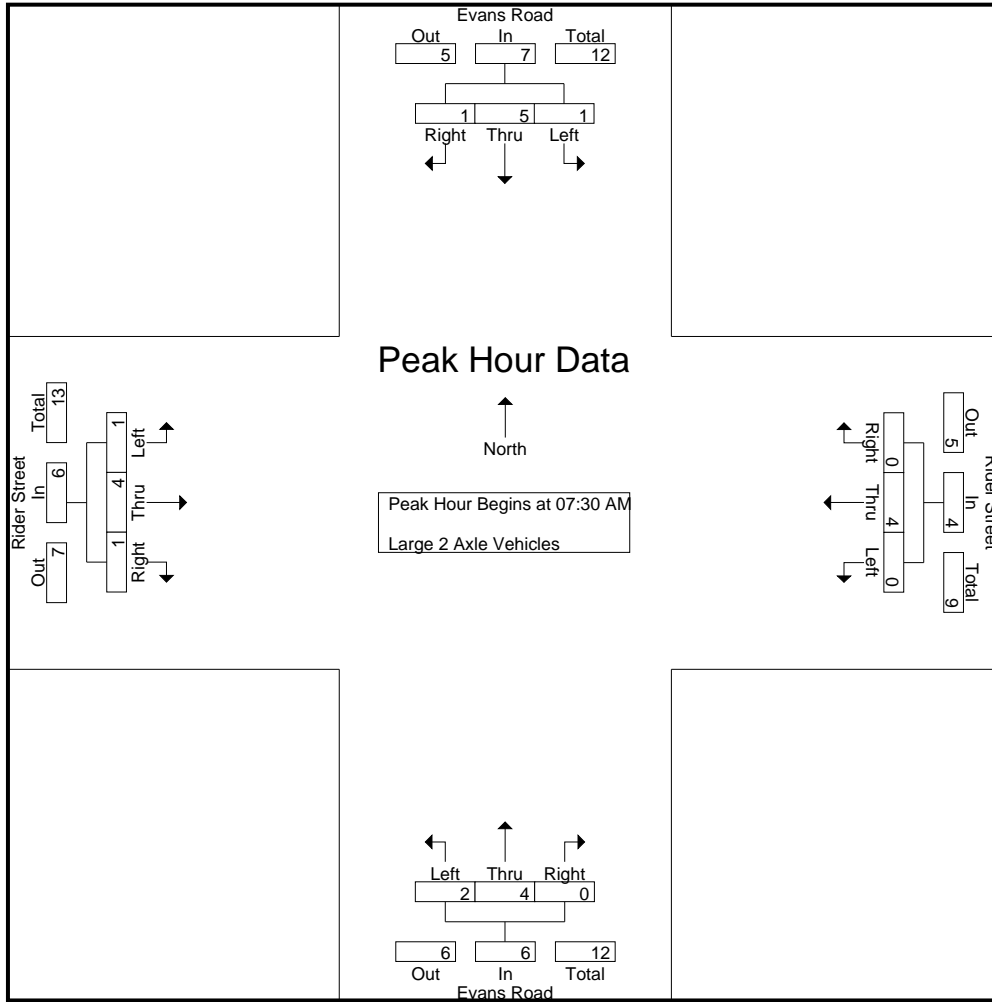 Evans Road
Out In Total
5 7 12
1 5 1
Right Thru Left
Peak Hour Data
North
Peak Hour Begins at 07:30 AM
Large 2 Axle Vehicles
Rider Street
Total In Out
13 6 7
1 4 1
Left Thru Right
Rider Street
Out In Total
5 4 9
0 4 0
Right Thru Left
Left Thru Right
2 4 0
6 6 12
Out In Total
Evans Road